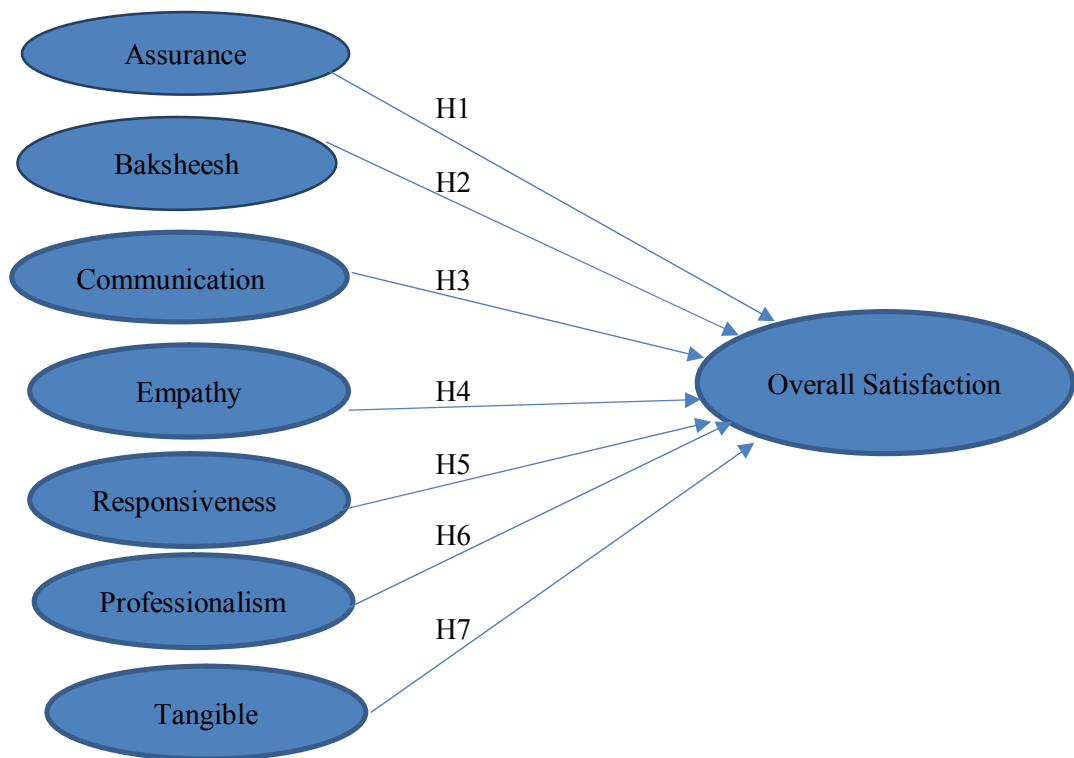 Assurance
H1
Baksheesh
H2
Communication
H3
Empathy
H4
Overall Satisfaction
Responsiveness
H5
Professionalism
H6
Tangible
H7